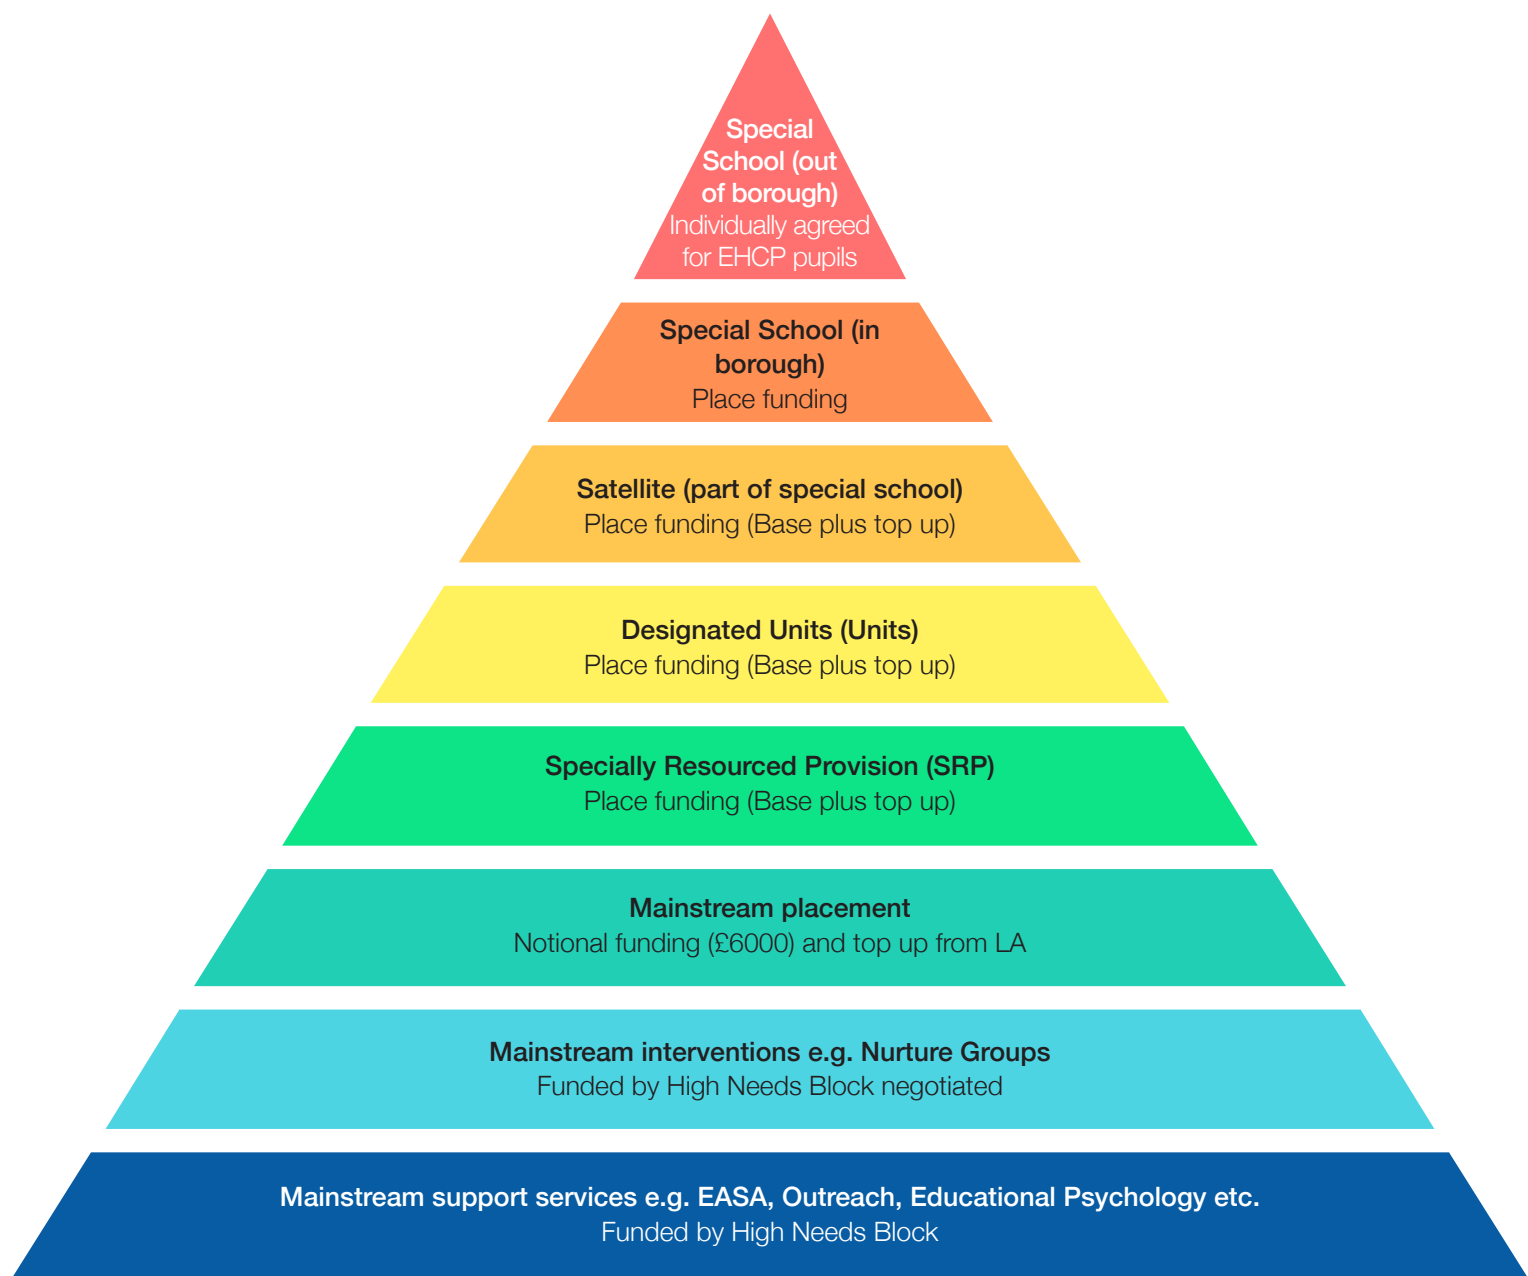 Special
School (out
of borough)
Individually agreed
for EHCP pupils
Special School (in
borough)
Place funding
Satellite (part of special school)
Place funding (Base plus top up)
Designated Units (Units)
Place funding (Base plus top up)
Specially Resourced Provision (SRP)
Place funding (Base plus top up)
Mainstream placement
Notional funding (£6000) and top up from LA
Mainstream interventions e.g. Nurture Groups
Funded by High Needs Block negotiated
Mainstream support services e.g. EASA, Outreach, Educational Psychology etc.
Funded by High Needs Block